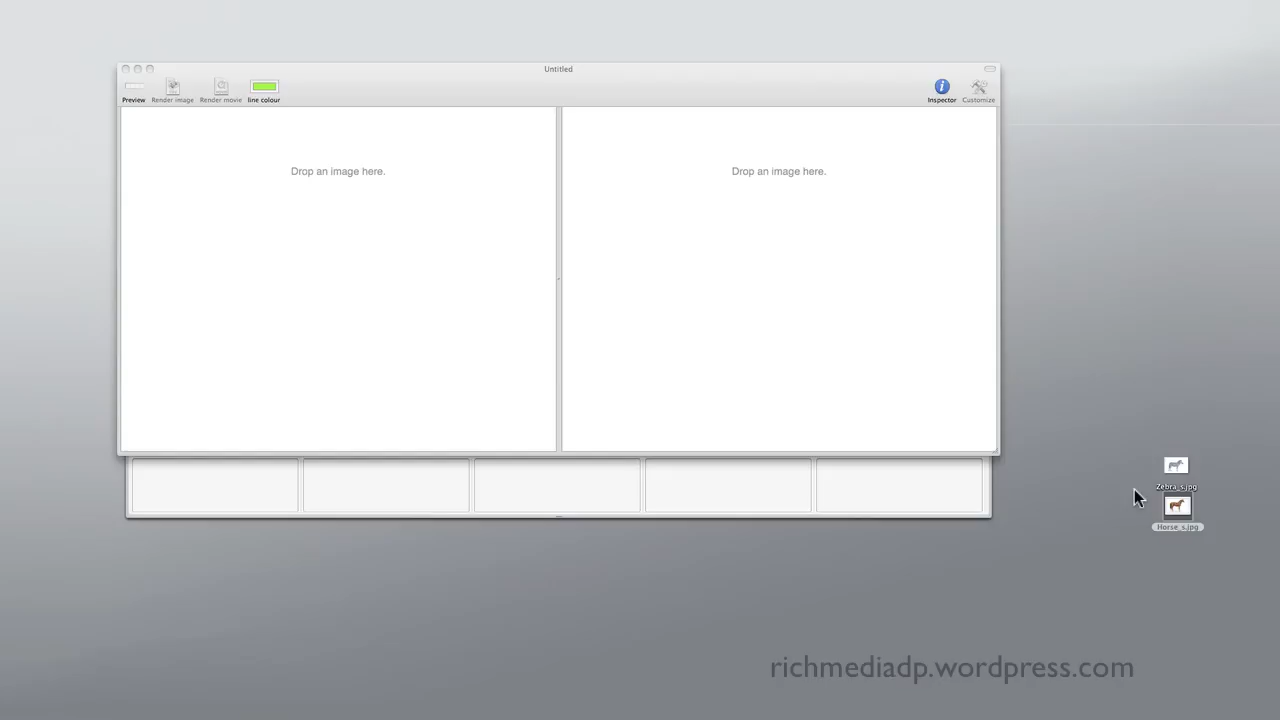 Untitled
Preview
Render image
Render movie
line colour
Inspector
Customize
Drop an image here.
Drop an image here.
Zebra_s.jpg
Horse_s.jpg
richmediadp.wordpress.com